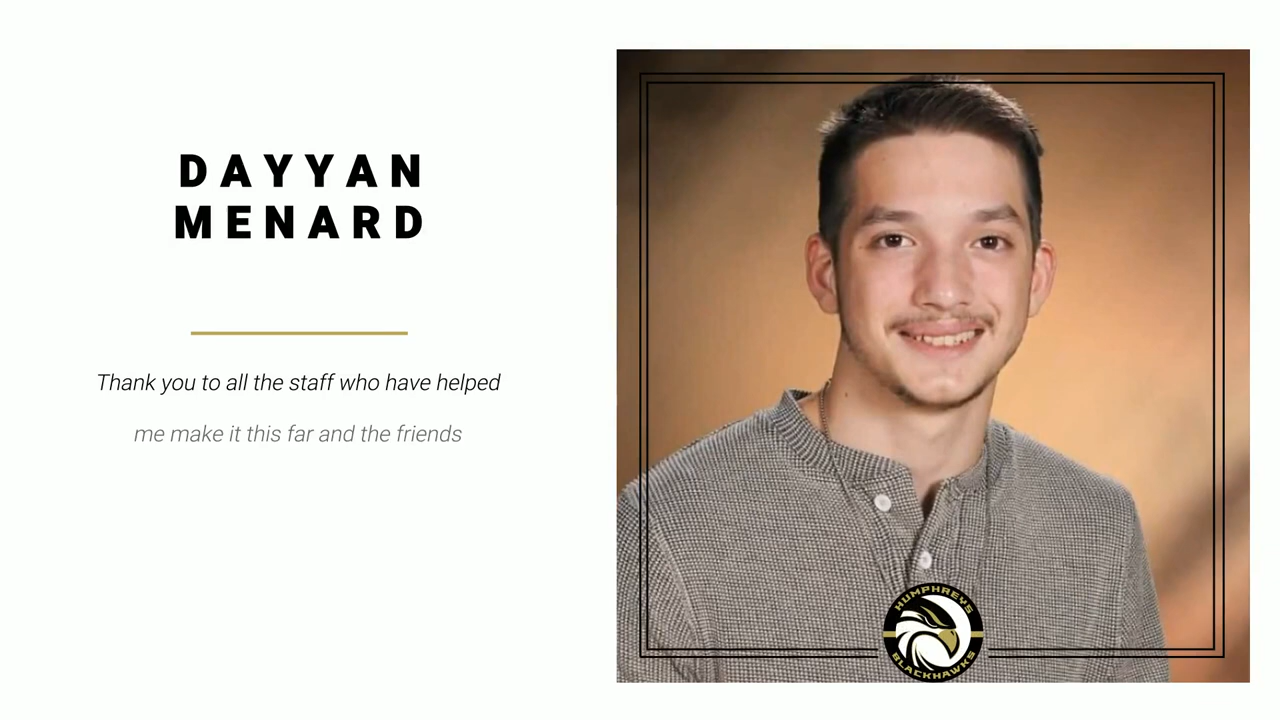 DAYYAN
MENARD
Thank you to all the staff who have helped
me make it this far and the friends
HUMPHREYS
BLACKHAWKS